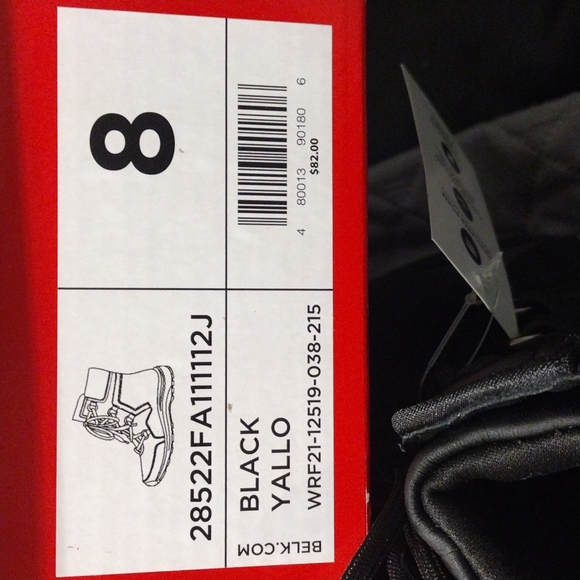 28522FA111112J
8
BLACK
YALLO
WRF21-12519-038-215
BELK.COM
4 80013 90180 6
$82.00